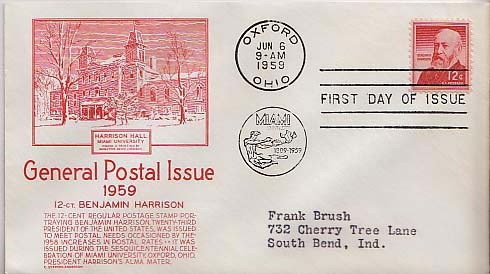 HARRISON HALL
MIAMI UNIVERSITY
General Postal Issue
1959
12-CT. BENJAMIN HARRISON
THE 12-CENT REGULAR POSTAGE STAMP POR-
TRAYING BENJAMIN HARRISON, TWENTY-THIRD
PRESIDENT OF THE UNITED STATES, WAS ISSUED
TO MEET POSTAL NEEDS OCCASIONED BY THE
1958 INCREASES IN POSTAL RATES IT WAS
ISSUED DURING THE SESQUICENTENNIAL CELE-
BRATION OF MIAMI UNIVERSITY, OXFORD, OHIO,
PRESIDENT HARRISON'S ALMA MATER.
OXFORD
JUN 6
9-AM
1959
OHIO
MIAMI
1809-1959
12c
FIRST DAY OF ISSUE
Frank Brush
732 Cherry Tree Lane
South Bend, Ind.